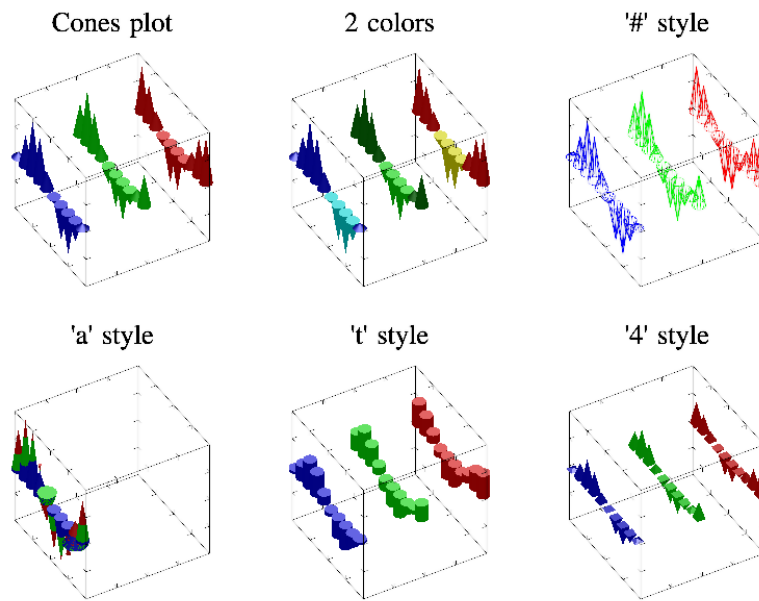 Cones plot
2 colors
'#' style
'a' style
't' style
'4' style